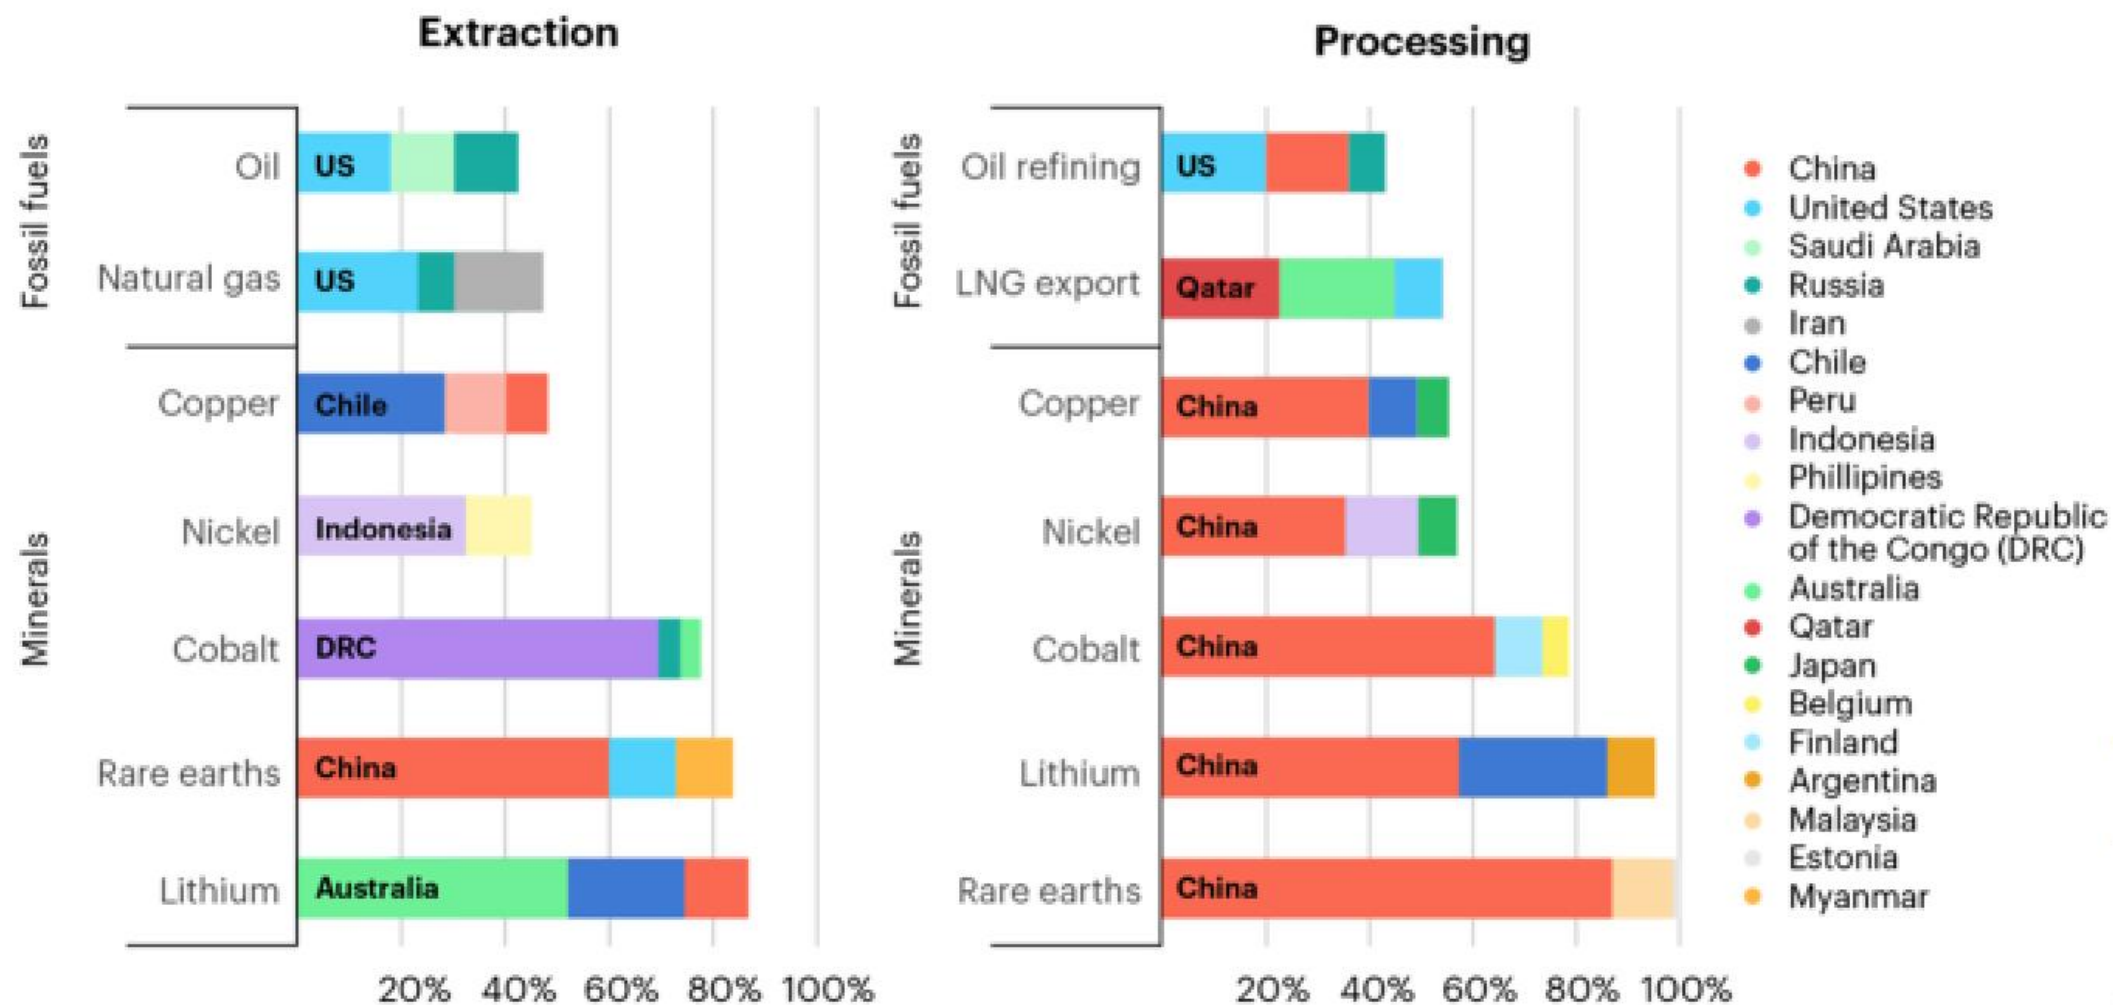 Extraction
Fossil fuels
Oil
US
Natural gas
US
Minerals
Copper
Chile
Nickel
Indonesia
Cobalt
DRC
Rare earths
China
Lithium
Australia
20% 40% 60% 80% 100%
Processing
Fossil fuels
Oil refining
US
LNG export
Qatar
Minerals
Copper
China
Nickel
China
Cobalt
China
Lithium
China
Rare earths
China
20% 40% 60% 80% 100%
China
United States
Saudi Arabia
Russia
Iran
Chile
Peru
Indonesia
Phillipines
Democratic Republic
of the Congo (DRC)
Australia
Qatar
Japan
Belgium
Finland
Argentina
Malaysia
Estonia
Myanmar